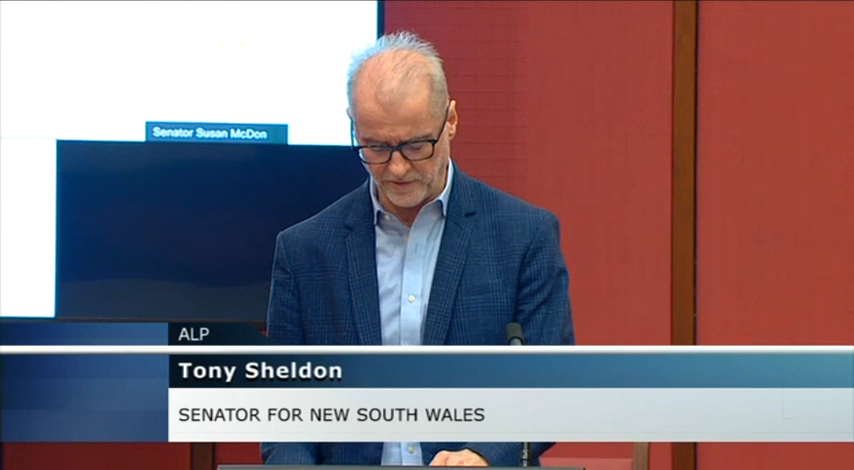 Senator Susan McDon
ALP
Tony Sheldon
SENATOR FOR NEW SOUTH WALES